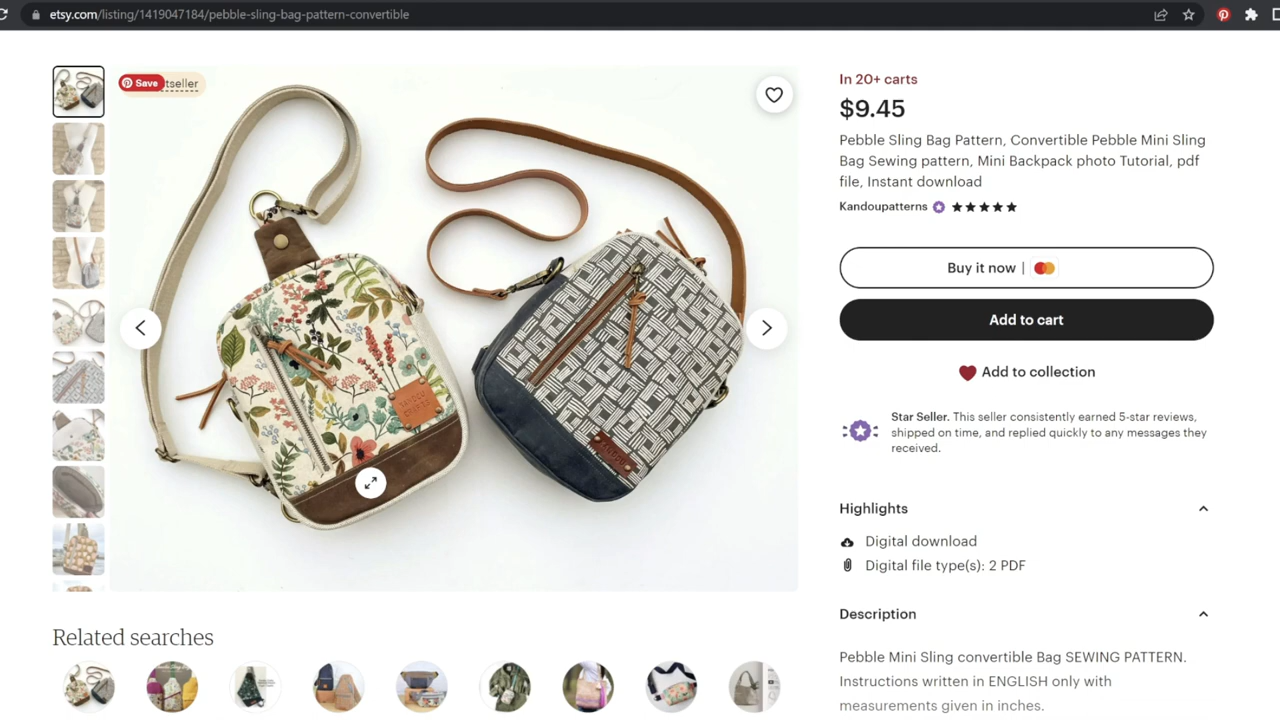 etsy.com/listing/1419047184/pebble-sling-bag-pattern-convertible
Save
tseller
In 20+ carts
$9.45
Pebble Sling Bag Pattern, Convertible Pebble Mini Sling
Bag Sewing pattern, Mini Backpack photo Tutorial, pdf
file, Instant download
Kandoupatterns
Buy it now |
Add to cart
Add to collection
Star Seller. This seller consistently earned 5-star reviews,
shipped on time, and replied quickly to any messages they
received.
Highlights
Digital download
Digital file type(s): 2 PDF
Description
Pebble Mini Sling convertible Bag SEWING PATTERN.
Instructions written in ENGLISH only with
measurements given in inches.
Related searches